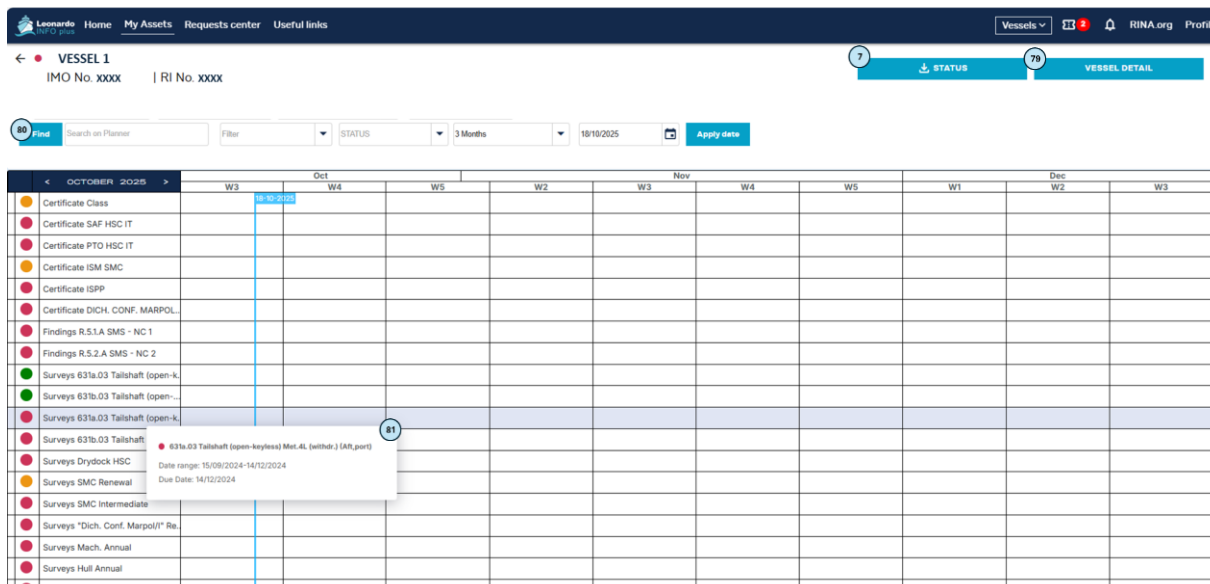 Leonardo
INFO plus
Home My Assets Requests center Useful links
Vessels 2 RINA.org Profil
VESSEL 1
IMO No. xxxx | RI No. xxxx
7 STATUS
79 VESSEL DETAIL
80 Find Search on Planner Filter STATUS 3 Months 18/10/2025 Apply date
< OCTOBER 2025 > Oct Nov Dec
W3 W4 W5 W2 W3 W4 W5 W1 W2 W3
18-10-2025
Certificate Class
Certificate SAF HSC IT
Certificate PTO HSC IT
Certificate ISM SMC
Certificate ISPP
Certificate DICH. CONF. MARPOL..
Findings R.5.1.A SMS - NC 1
Findings R.5.2.A SMS - NC 2
Surveys 631a.03 Tailshaft (open-k.
Surveys 631b.03 Tailshaft (open-...
Surveys 631a.03 Tailshaft (open-k.
Surveys 631b.03 Tailshaft
81
631a.03 Tailshaft (open-keyless) Met.4L (withdr.) (Aft,port)
Date range: 15/09/2024-14/12/2024
Due Date: 14/12/2024
Surveys Drydock HSC
Surveys SMC Renewal
Surveys SMC Intermediate
Surveys "Dich. Conf. Marpol/I" Re..
Surveys Mach. Annual
Surveys Hull Annual